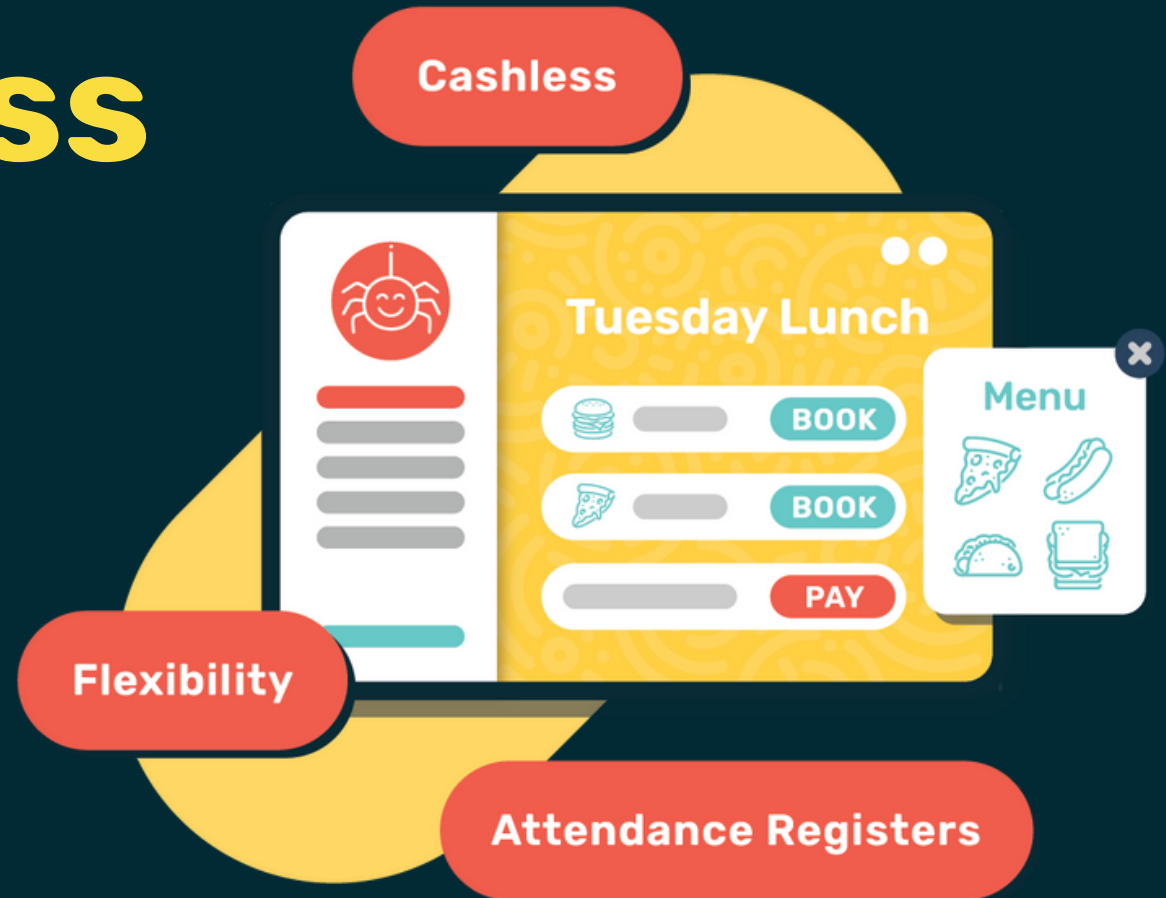 ss
Cashless
Tuesday Lunch
BOOK
Menu
BOOK
PAY
Flexibility
Attendance Registers